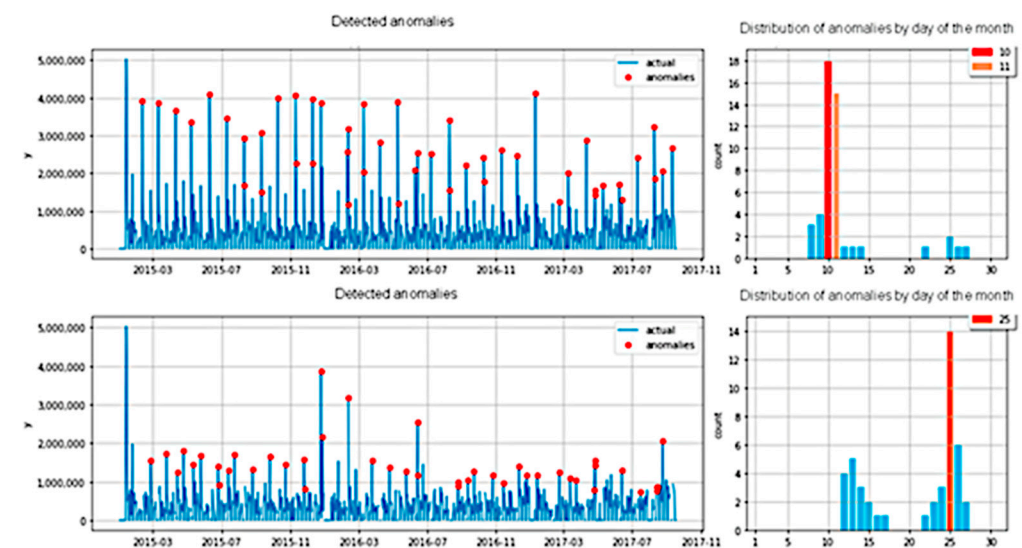 Detected anomalies
actual
anomalies
y
5,000,000
4,000,000
3,000,000
2,000,000
1,000,000
0
2015-03 2015-07 2015-11 2016-03 2016-07 2016-11 2017-03 2017-07 2017-11
Distribution of anomalies by day of the month
10
11
count
18
16
14
12
10
8
6
4
2
0
1 5 10 15 20 25 30
Detected anomalies
actual
anomalies
y
5,000,000
4,000,000
3,000,000
2,000,000
1,000,000
0
2015-03 2015-07 2015-11 2016-03 2016-07 2016-11 2017-03 2017-07 2017-11
Distribution of anomalies by day of the month
25
count
14
12
10
8
6
4
2
0
1 5 10 15 20 25 30